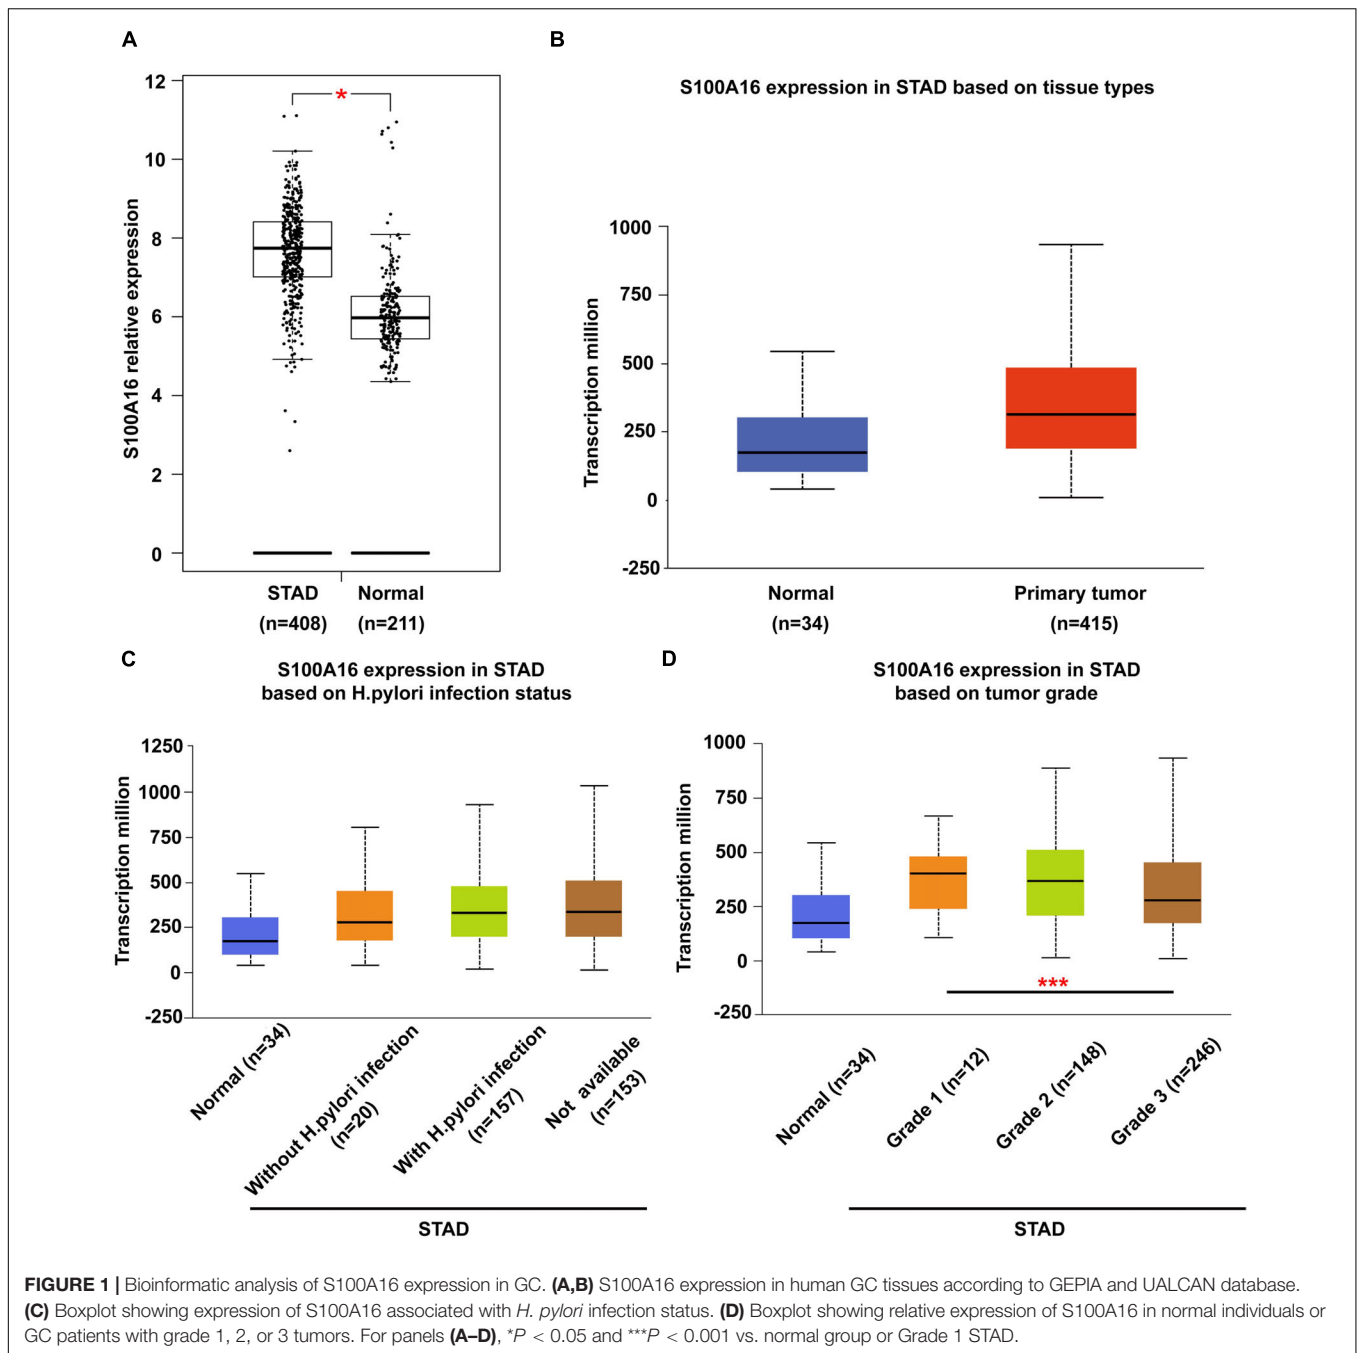 A
12
10
8
6
4
2
0
S100A16 relative expression
*
STAD
(n=408)
Normal
(n=211)
B
S100A16 expression in STAD based on tissue types
1000
750
500
250
0
-250
Transcription million
Normal
(n=34)
Primary tumor
(n=415)
C
S100A16 expression in STAD
based on H.pylori infection status
1250
1000
750
500
250
0
-250
Transcription million
Normal (n=34)
Without H.pylori infection
(n=20)
With H.pylori infection
(n=157)
Not available
(n=153)
STAD
D
S100A16 expression in STAD
based on tumor grade
1000
750
500
250
0
-250
Transcription million
***
Normal (n=34)
Grade 1 (n=12)
Grade 2 (n=148)
Grade 3 (n=246)
STAD
FIGURE 1 | Bioinformatic analysis of S100A16 expression in GC. (A,B) S100A16 expression in human GC tissues according to GEPIA and UALCAN database.
(C) Boxplot showing expression of S100A16 associated with H. pylori infection status. (D) Boxplot showing relative expression of S100A16 in normal individuals or
GC patients with grade 1, 2, or 3 tumors. For panels (A–D), *P < 0.05 and ***P < 0.001 vs. normal group or Grade 1 STAD.